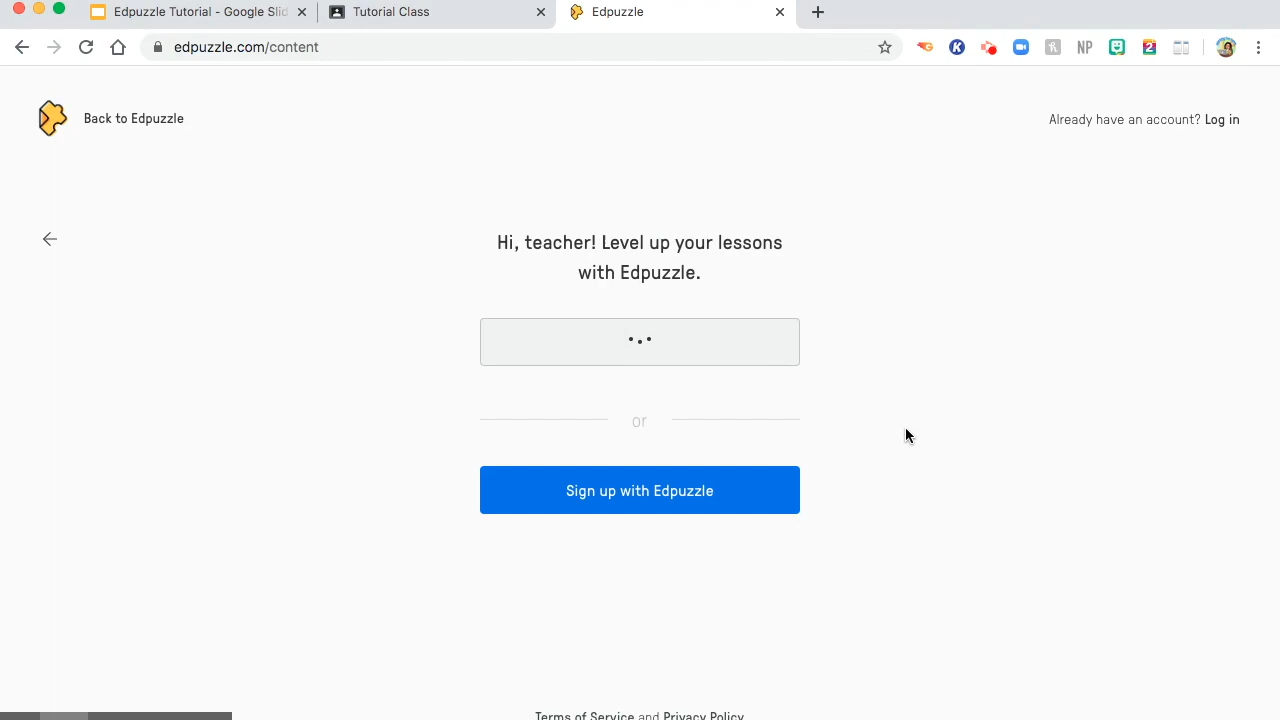 Edpuzzle Tutorial - Google Slid
Tutorial Class
Edpuzzle
edpuzzle.com/content
NP
Back to Edpuzzle
Already have an account? Log in
Hi, teacher! Level up your lessons
with Edpuzzle.
or
Sign up with Edpuzzle
Terms of Service and Privacy Policy